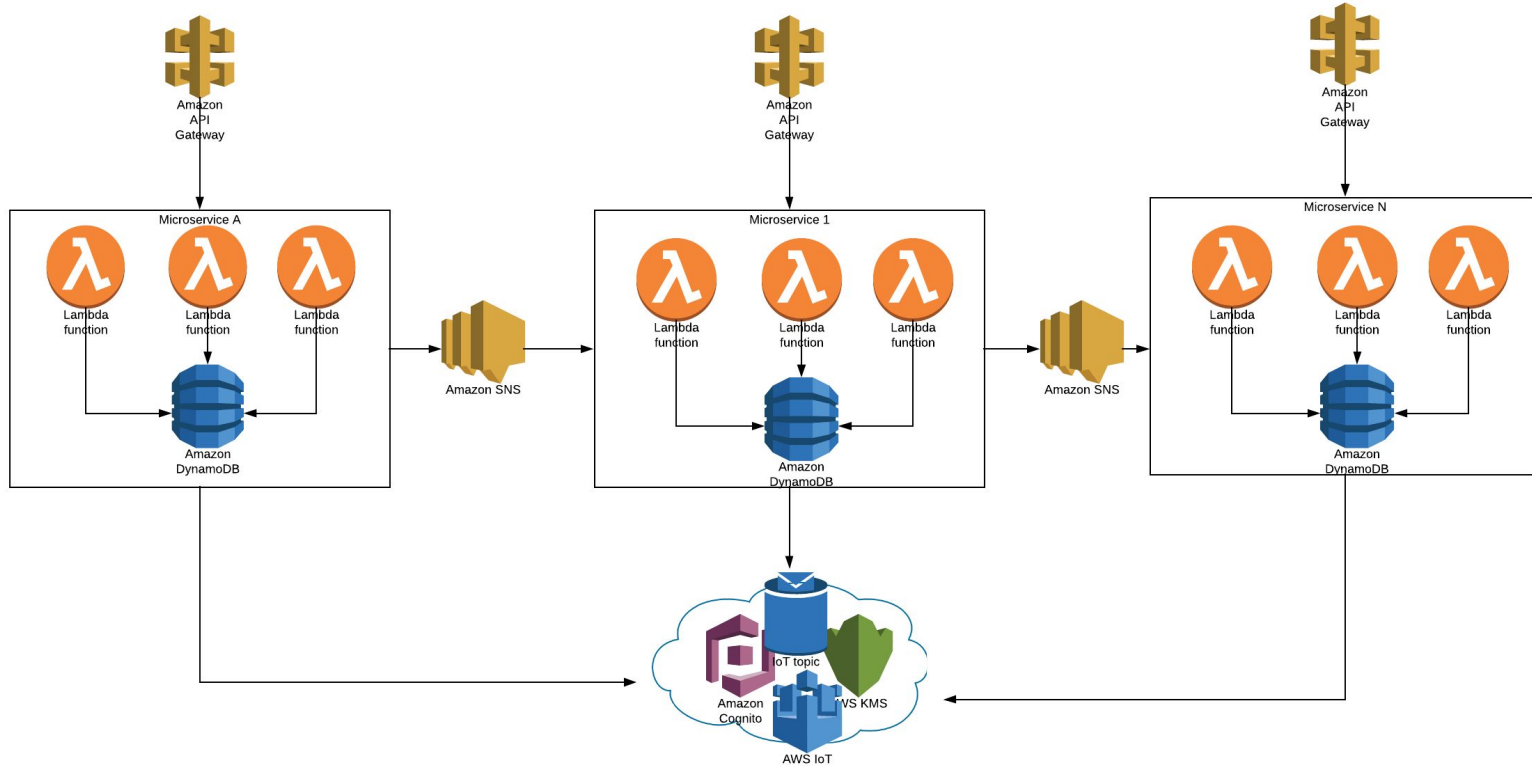 Amazon
API
Gateway
Amazon
API
Gateway
Amazon
API
Gateway
Microservice A
Lambda
function
Lambda
function
Lambda
function
Amazon
DynamoDB
Amazon SNS
Microservice 1
Lambda
function
Lambda
function
Lambda
function
Amazon
DynamoDB
Amazon SNS
Microservice N
Lambda
function
Lambda
function
Lambda
function
Amazon
DynamoDB
IoT topic
Amazon
Cognito
KMS
AWS IoT